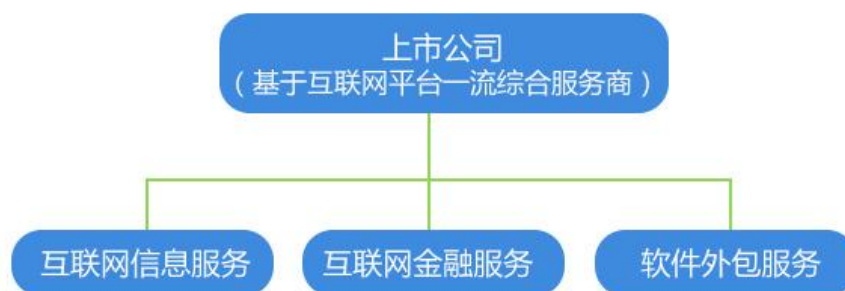 上市公司
（基于互联网平台一流综合服务商）
互联网信息服务
互联网金融服务
软件外包服务